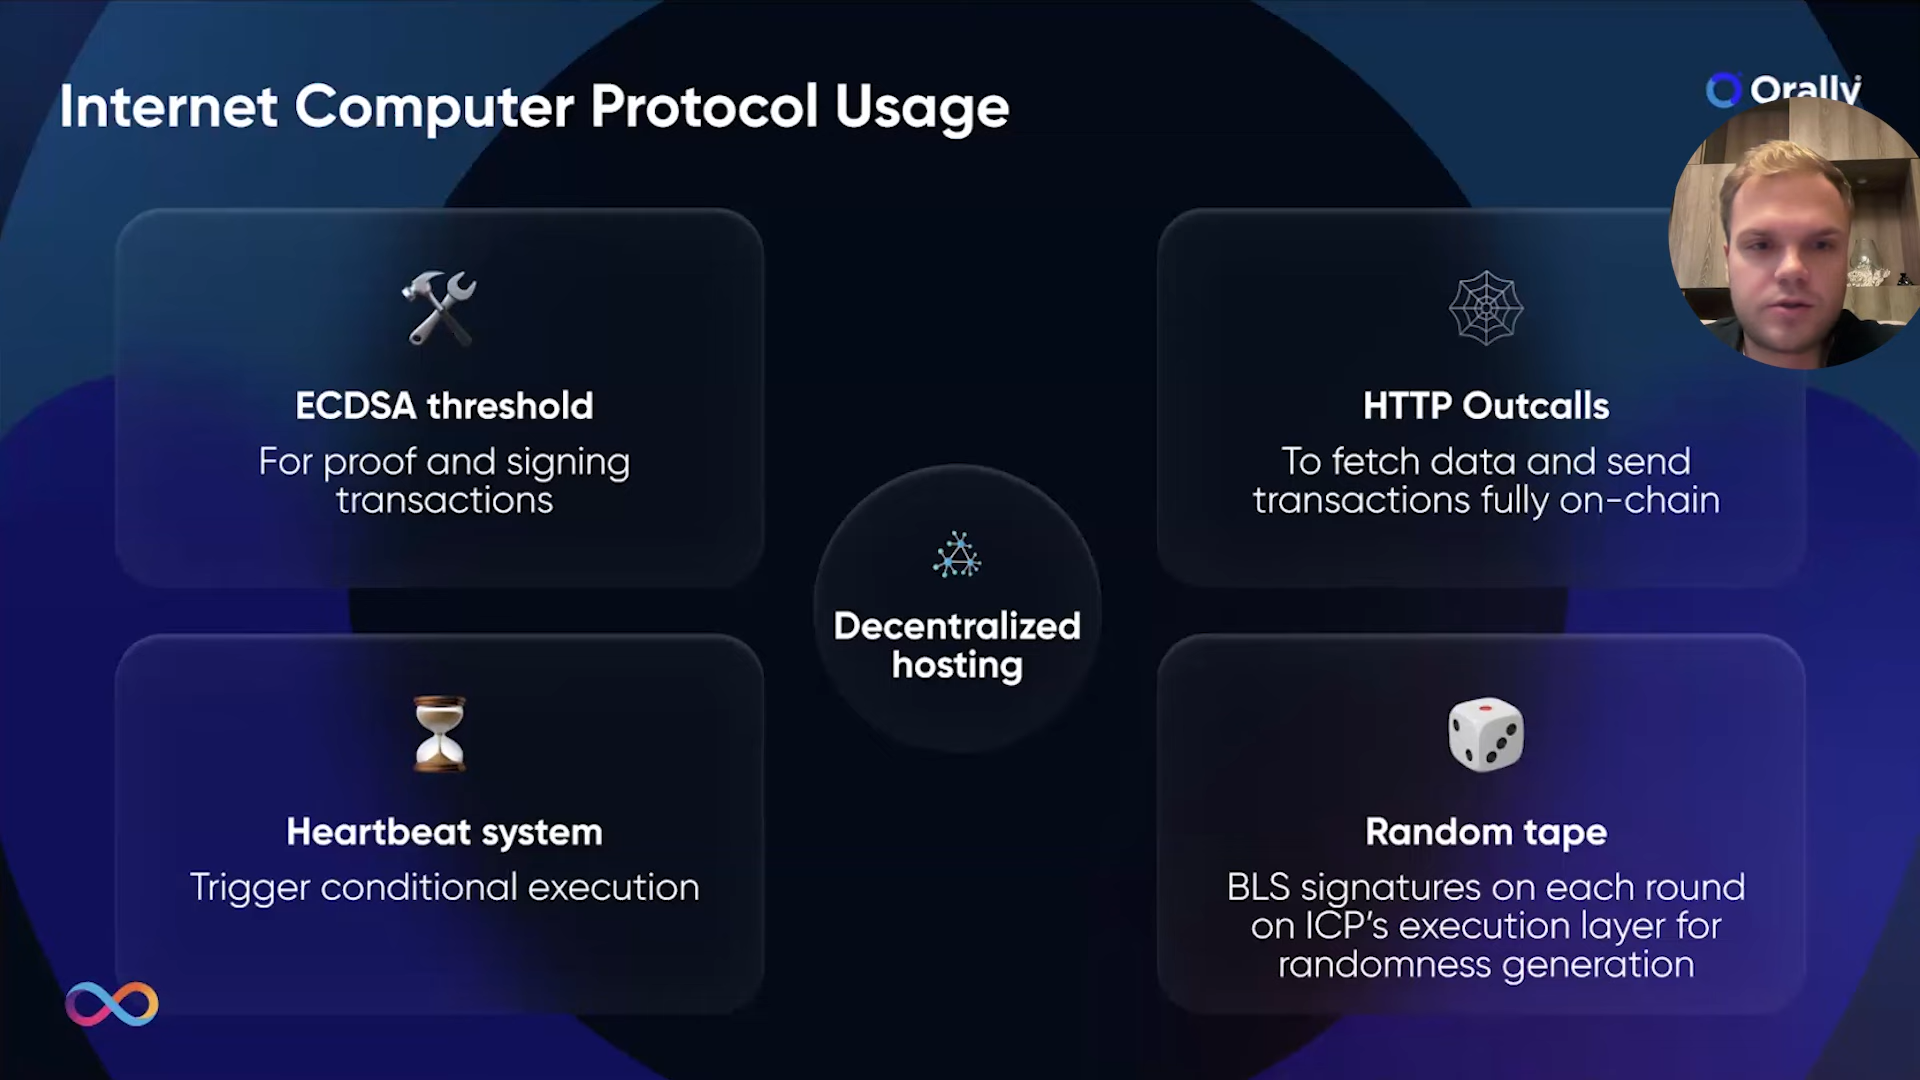 Internet Computer Protocol Usage
Orally
ECDSA threshold
For proof and signing
transactions
HTTP Outcalls
To fetch data and send
transactions fully on-chain
Decentralized
hosting
Heartbeat system
Trigger conditional execution
Random tape
BLS signatures on each round
on ICP’s execution layer for
randomness generation